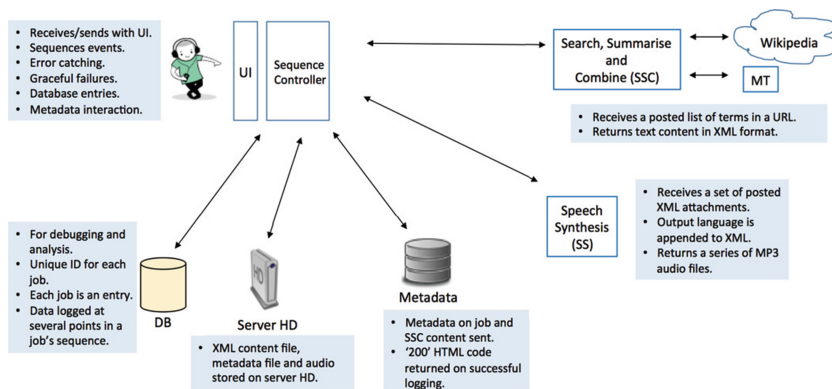 • Receives/sends with UI.
• Sequences events.
• Error catching.
• Graceful failures.
• Database entries.
• Metadata interaction.
UI
Sequence
Controller
Search, Summarise
and
Combine (SSC)
Wikipedia
MT
• Receives a posted list of terms in a URL.
• Returns text content in XML format.
Speech
Synthesis
(SS)
• Receives a set of posted
XML attachments.
• Output language is
appended to XML.
• Returns a series of MP3
audio files.
• For debugging and
analysis.
• Unique ID for each
job.
• Each job is an entry.
• Data logged at
several points in a
job's sequence.
DB
HD
Server HD
• XML content file,
metadata file and audio
stored on server HD.
Metadata
• Metadata on job and
SSC content sent.
• '200' HTML code
returned on successful
logging.